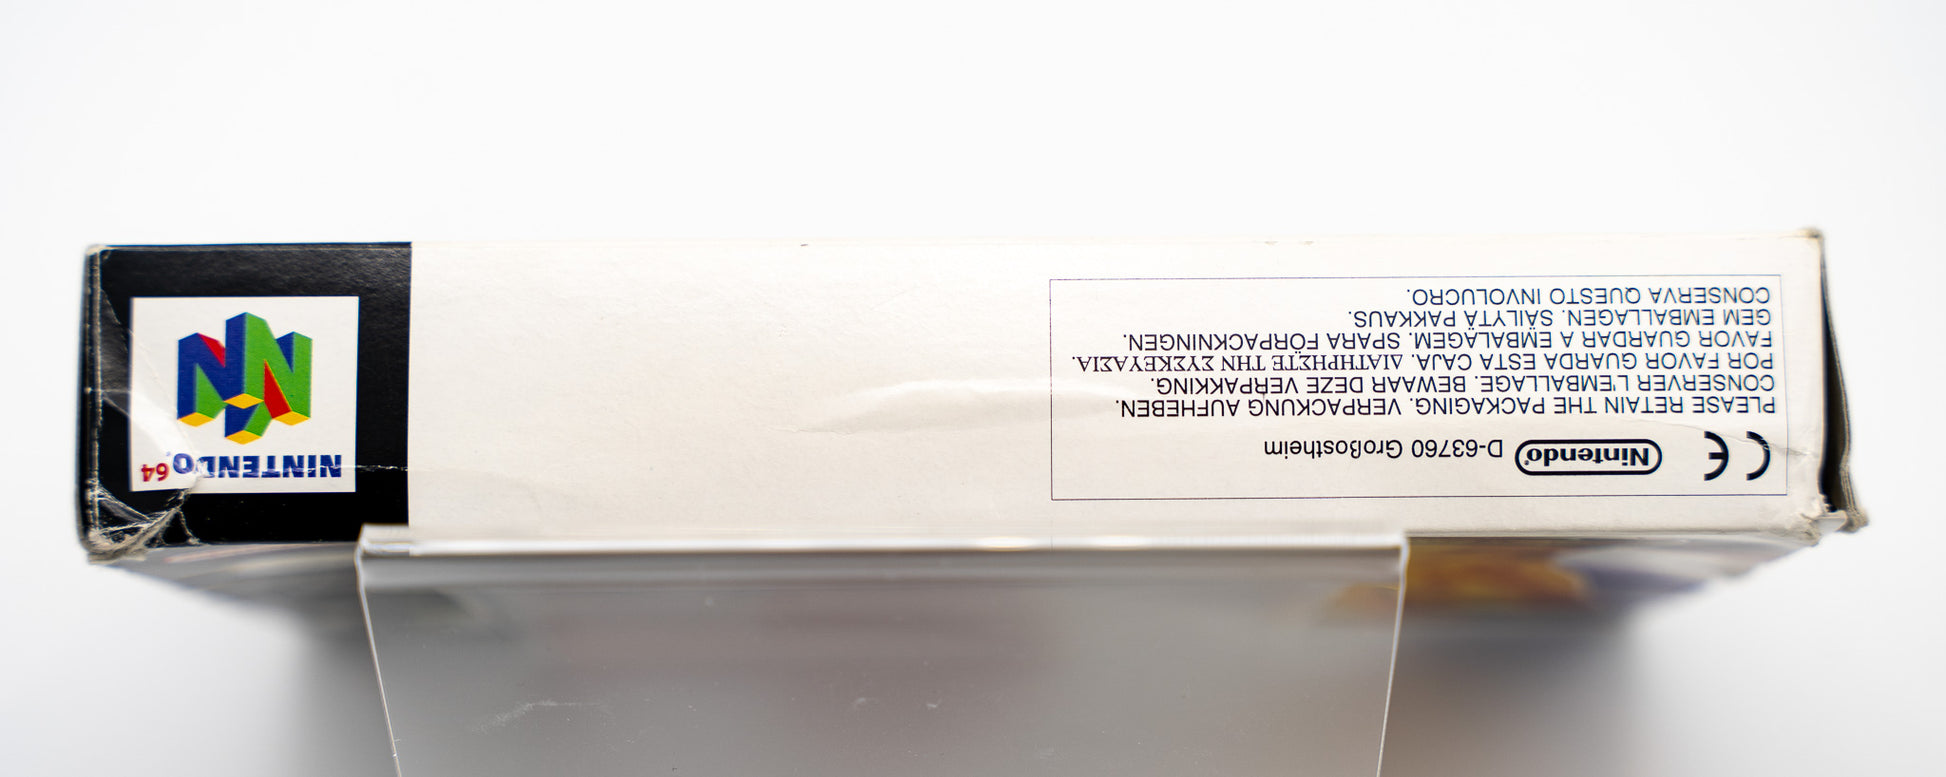 CE
Nintendo® D-63760 Großostheim
PLEASE RETAIN THE PACKAGING. VERPACKUNG AUFHEBEN.
CONSERVER L'EMBALLAGE. BEWAAR DEZE VERPAKKING.
POR FAVOR GUARDA ESTA CAJA. ΔΙΑΤΗΡΗΣΤΕ ΤΗΝ ΣΥΣΚΕΥΑΣΙΑ.
FAVOR GUARDAR A EMBALAGEM. SPARA FÖRPACKNINGEN.
GEM EMBALLAGEN. SÄILYTÄ PAKKAUS.
CONSERVA QUESTO INVOLUCRO.
NINTENDO® 64